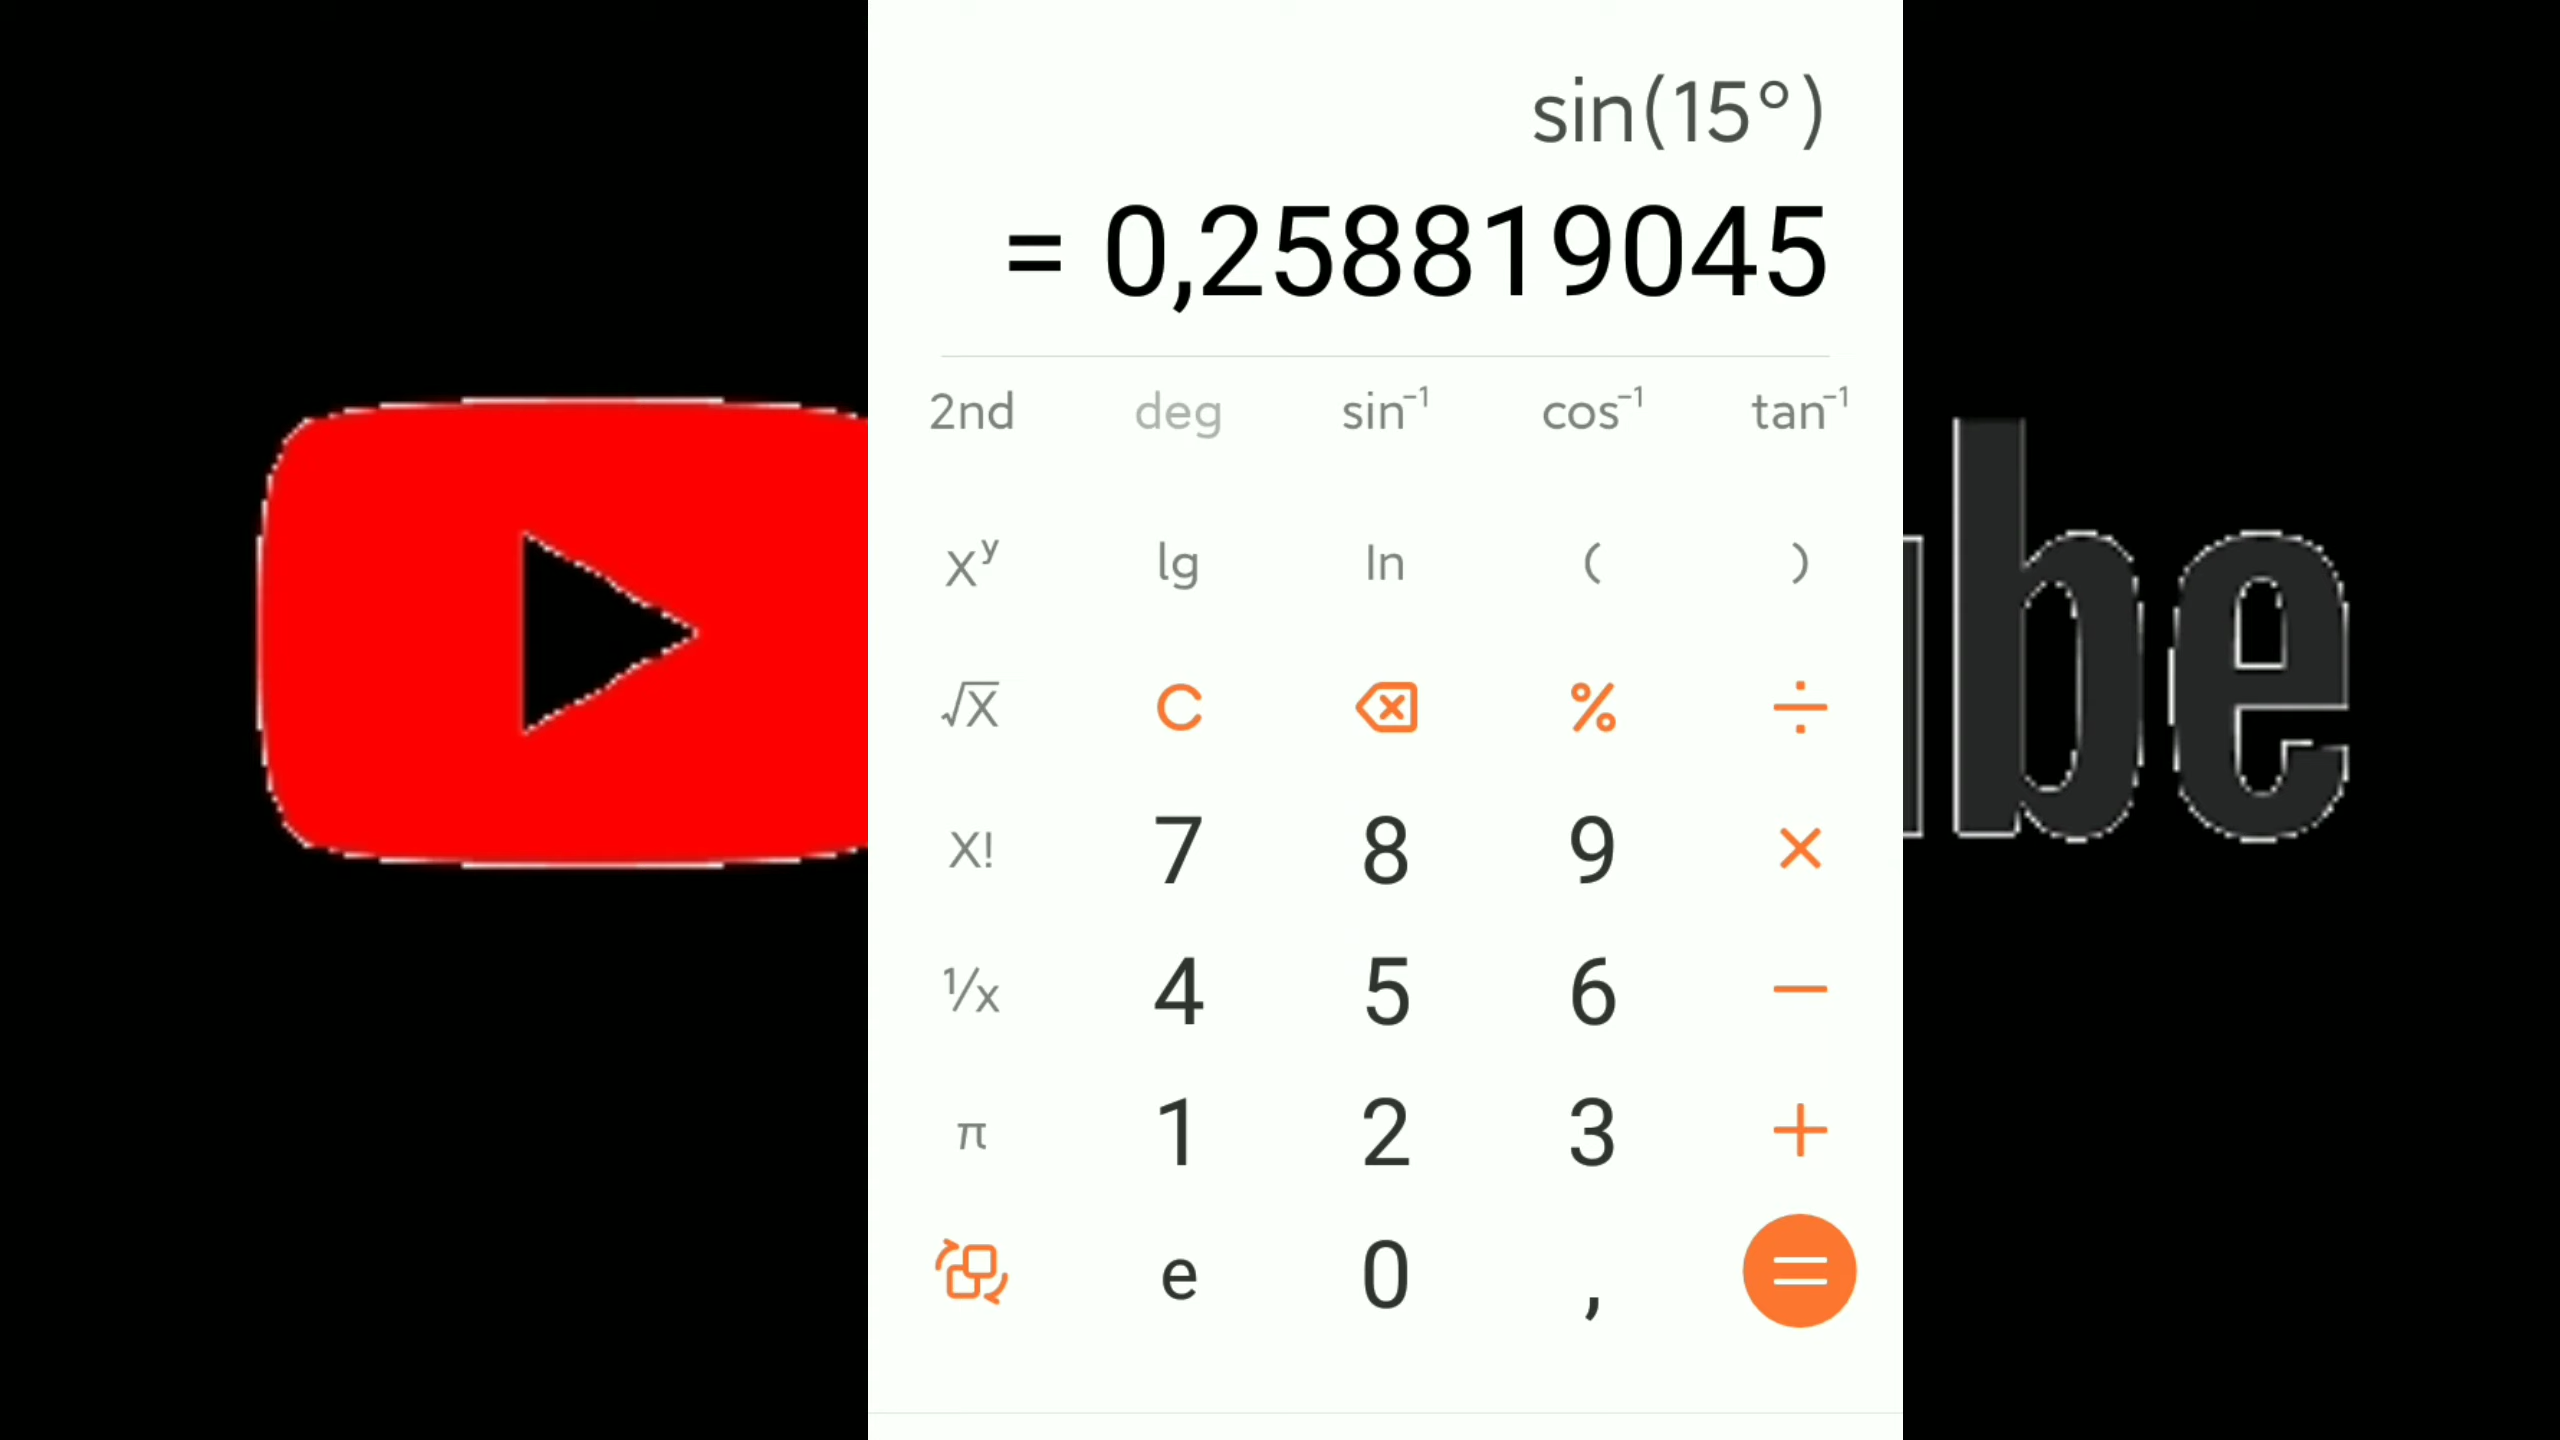 sin(15°)
= 0,258819045
2nd deg sin⁻¹ cos⁻¹ tan⁻¹
Xʸ lg ln ( )
√X C % ÷
X! 7 8 9 ×
¹/x 4 5 6 −
π 1 2 3 +
e 0 , =
be